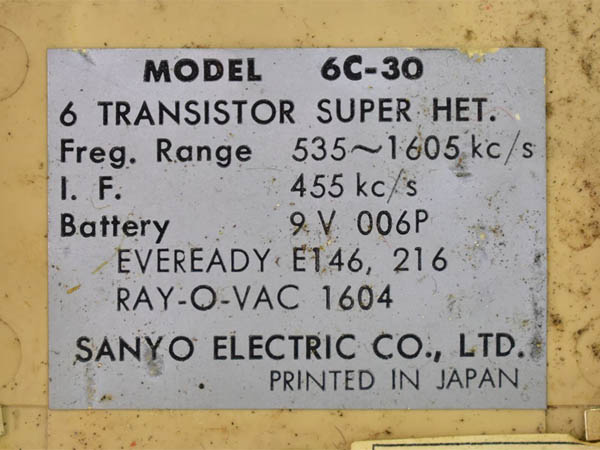 MODEL 6C-30
6 TRANSISTOR SUPER HET.
Freg. Range 535~1605 kc/s
I. F. 455 kc/s
Battery 9 V 006P
EVEREADY E146, 216
RAY-O-VAC 1604
SANYO ELECTRIC CO., LTD.
PRINTED IN JAPAN